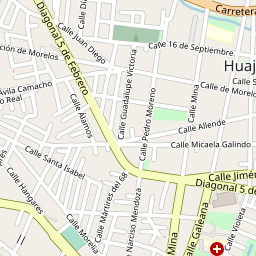 Carretera
Diagonal 5 de Febrero
Calle Juan Diego
Calle 16 de Septiembre
Huaj
ción de Morelos
Calle Guadalupe Victoria
Calle de Morelo
Ávila Camacho
o Real
Calle Pedro Moreno
Calle Mina
Calle Álamos
Calle Allende
Calle Micaela Galindo
Calle
Calle Santa Isabel
Calle Jimé
Diagonal 5 de
Calle Hangares
Calle Mártires del 68
Narciso Mendoza
Calle Galeana
Calle Violeta
Calle Morelia
Mina